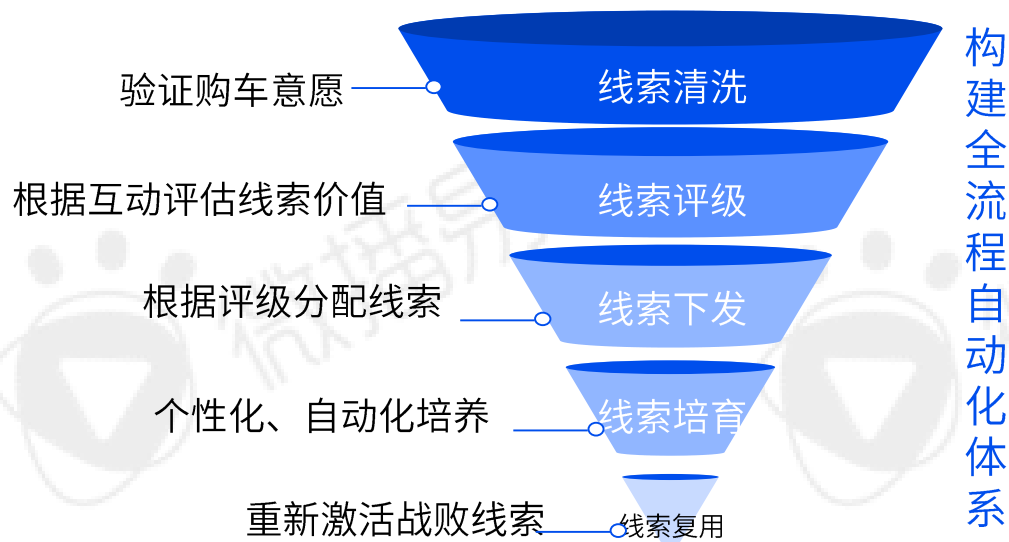 验证购车意愿
线索清洗
根据互动评估线索价值
线索评级
根据评级分配线索
线索下发
个性化、自动化培养
线索培育
重新激活战败线索
线索复用
构建全流程自动化体系
微播易